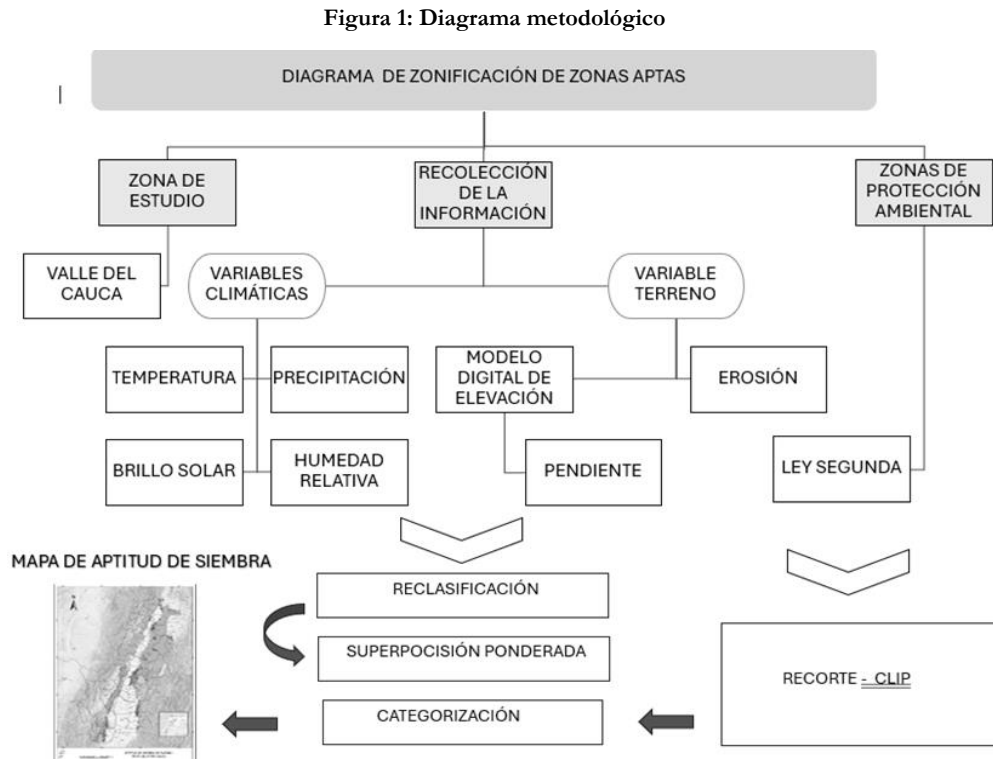 Figura 1: Diagrama metodológico
DIAGRAMA DE ZONIFICACIÓN DE ZONAS APTAS
ZONA DE
ESTUDIO
RECOLECCIÓN
DE LA
INFORMACIÓN
ZONAS DE
PROTECCIÓN
AMBIENTAL
VALLE DEL
CAUCA
VARIABLES
CLIMÁTICAS
VARIABLE
TERRENO
TEMPERATURA
PRECIPITACIÓN
MODELO
DIGITAL DE
ELEVACIÓN
EROSIÓN
BRILLO SOLAR
HUMEDAD
RELATIVA
PENDIENTE
LEY SEGUNDA
MAPA DE APTITUD DE SIEMBRA
RECLASIFICACIÓN
SUPERPOCISIÓN PONDERADA
CATEGORIZACIÓN
RECORTE - CLIP